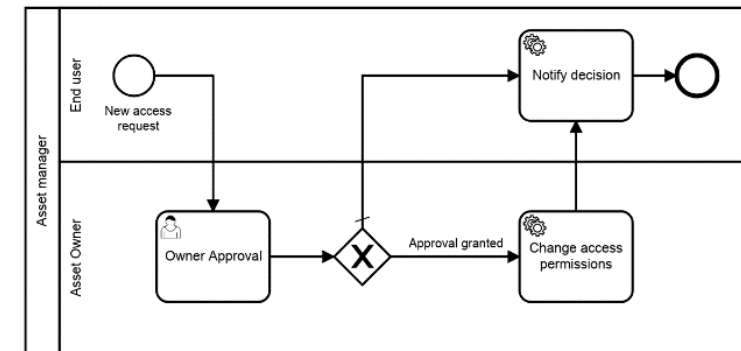 Asset manager
End user
New access
request
Notify decision
Asset Owner
Owner Approval
Approval granted
Change access
permissions